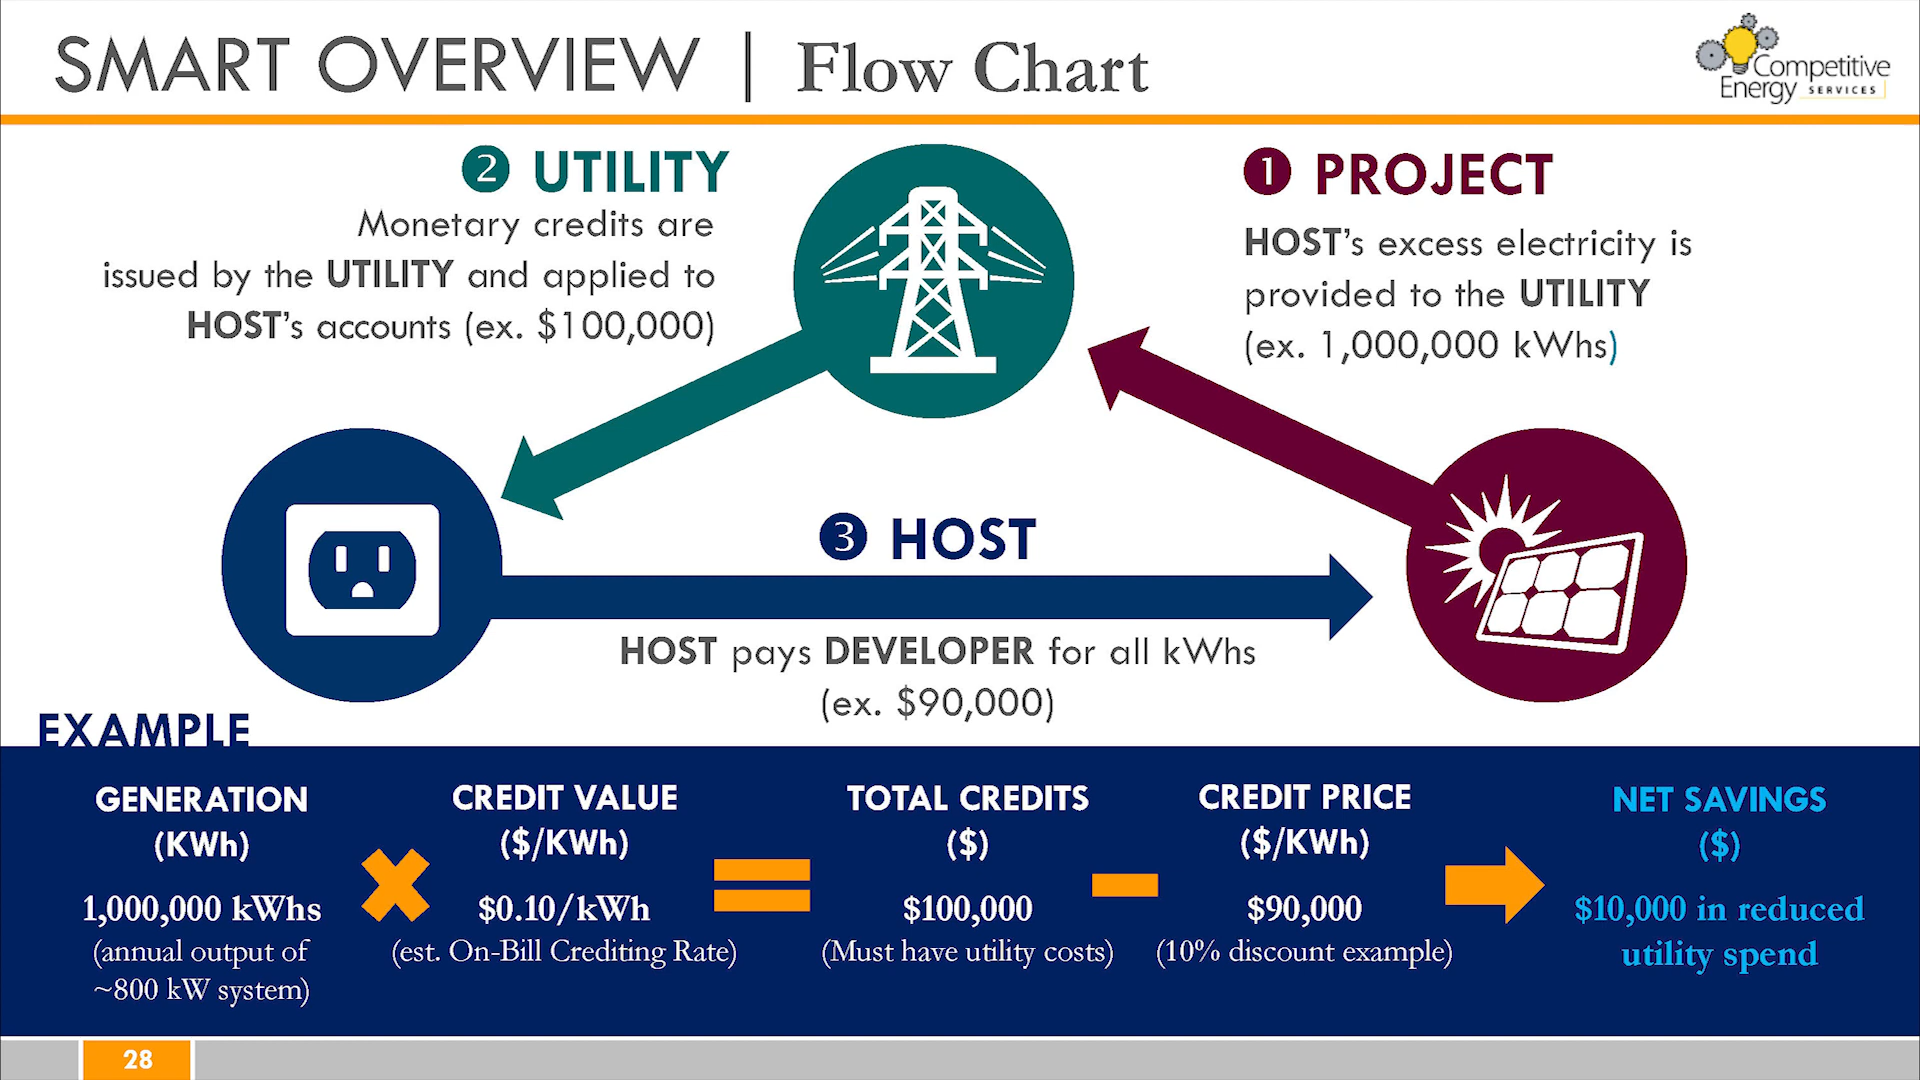 SMART OVERVIEW | Flow Chart
Competitive
Energy SERVICES
2 UTILITY
Monetary credits are
issued by the UTILITY and applied to
HOST’s accounts (ex. $100,000)
1 PROJECT
HOST’s excess electricity is
provided to the UTILITY
(ex. 1,000,000 kWhs)
3 HOST
HOST pays DEVELOPER for all kWhs
(ex. $90,000)
EXAMPLE
GENERATION
(KWh)
1,000,000 kWhs
(annual output of
~800 kW system)
CREDIT VALUE
($/KWh)
$0.10/kWh
(est. On-Bill Crediting Rate)
TOTAL CREDITS
($)
$100,000
(Must have utility costs)
CREDIT PRICE
($/KWh)
$90,000
(10% discount example)
NET SAVINGS
($)
$10,000 in reduced
utility spend
28